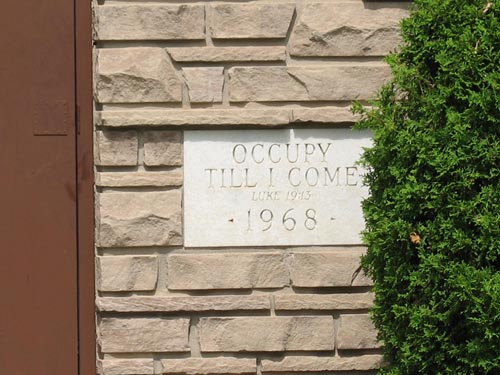 OCCUPY
TILL I COME
LUKE 19:13
· 1968 ·